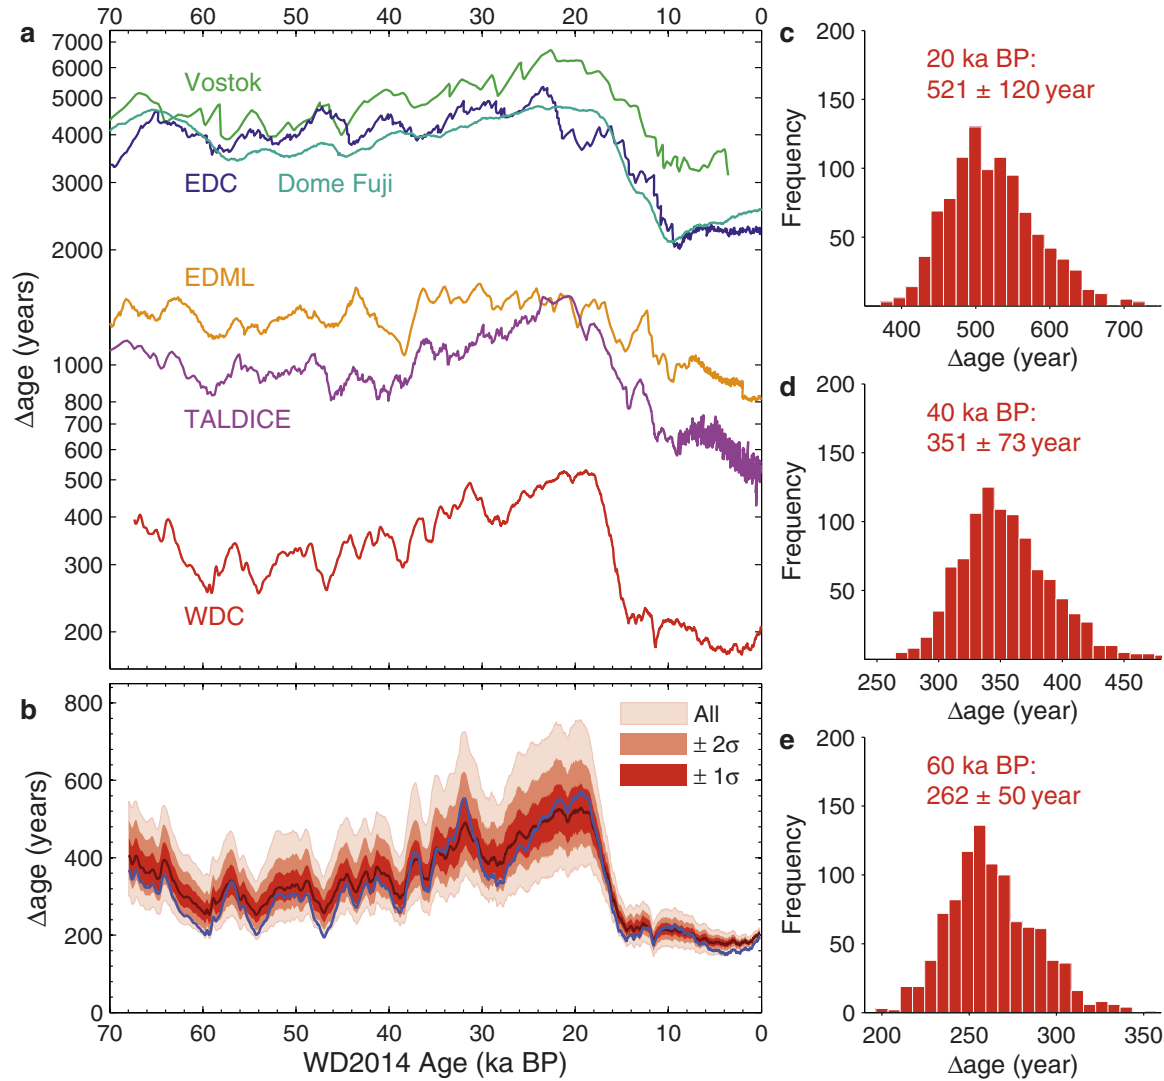 70 60 50 40 30 20 10 0
a
7000
6000
5000
4000
3000
2000
1000
800
700
600
500
400
300
200
Δage (years)
Vostok
EDC
Dome Fuji
EDML
TALDICE
WDC
b
800
600
400
200
0
Δage (years)
All
± 2σ
± 1σ
70 60 50 40 30 20 10 0
WD2014 Age (ka BP)
c
200
150
100
50
Frequency
20 ka BP:
521 ± 120 year
400 500 600 700
Δage (year)
d
200
150
100
50
Frequency
40 ka BP:
351 ± 73 year
250 300 350 400 450
Δage (year)
e
200
150
100
50
0
Frequency
60 ka BP:
262 ± 50 year
200 250 300 350
Δage (year)